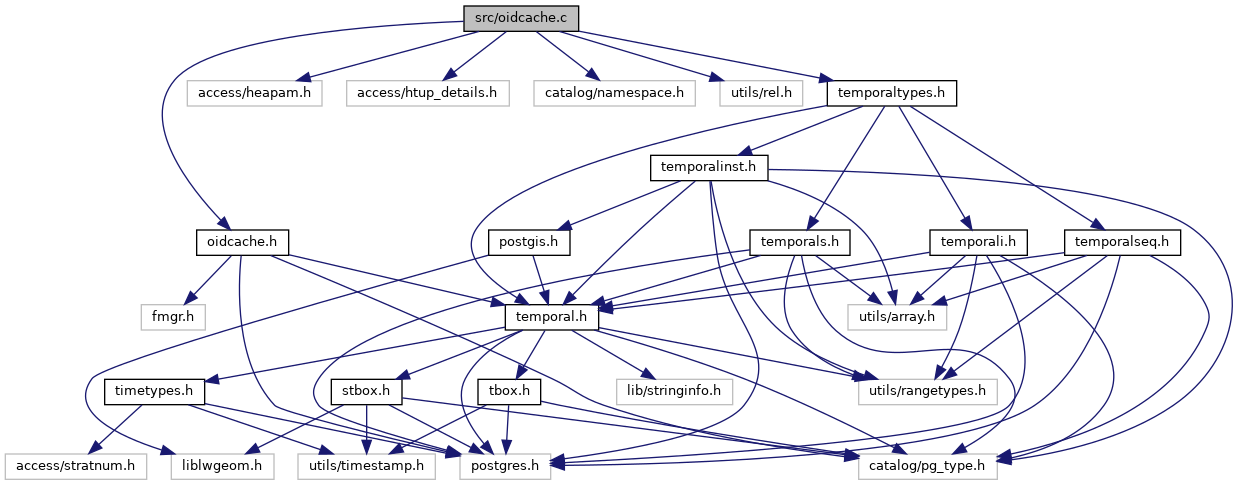 src/oidcache.c
access/heapam.h
access/htup_details.h
catalog/namespace.h
utils/rel.h
temporaltypes.h
temporalinst.h
oidcache.h
postgis.h
temporals.h
temporali.h
temporalseq.h
fmgr.h
temporal.h
utils/array.h
timetypes.h
stbox.h
tbox.h
lib/stringinfo.h
utils/rangetypes.h
access/stratnum.h
liblwgeom.h
utils/timestamp.h
postgres.h
catalog/pg_type.h